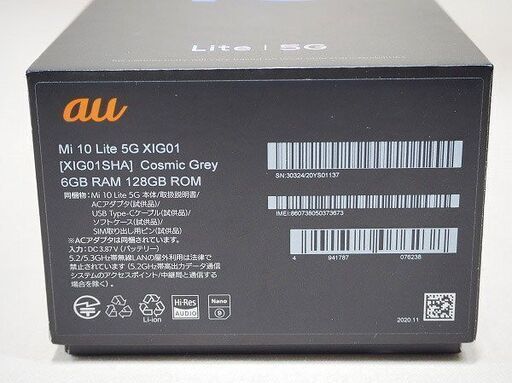 Lite | 5G
au
Mi 10 Lite 5G XIG01
[XIG01SHA] Cosmic Grey
6GB RAM 128GB ROM
同梱物: Mi 10 Lite 5G 本体/取扱説明書/
ACアダプタ(試供品)/
USB Type-Cケーブル(試供品)/
ソフトケース(試供品)/
SIM取り出し用ピン(試供品)
※ACアダプタは同梱されています。
入力:DC 3.87 V (バッテリー)
5.2/5.3GHz帯無線LANの屋外利用は法律で
禁止されています (5.2GHz帯高出力データ通信
システムのアクセスポイント/中継局と通信する
場合を除く)。
Li-ion
Hi-Res
AUDIO
Nano
SN:30324/20YS01137
IMEI:860738050373673
4 941787 076238
2020.11